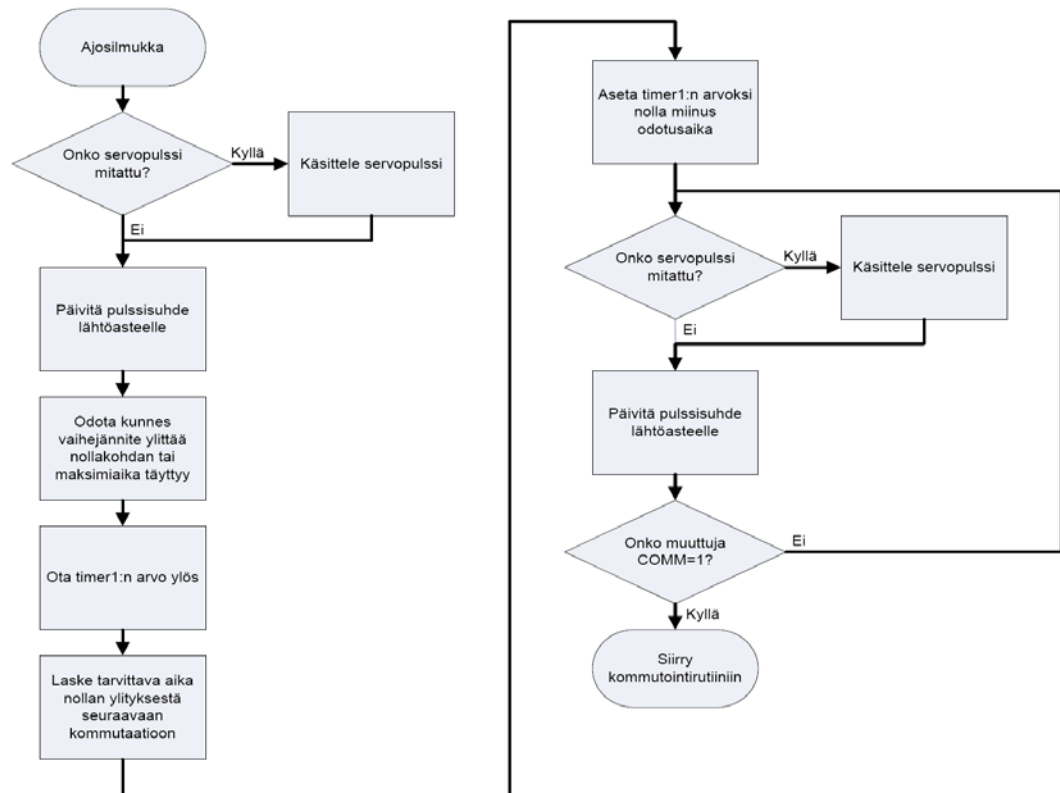 Ajosilmukka
Onko servopulssi
mitattu?
Kyllä
Käsittele servopulssi
Ei
Päivitä pulssisuhde
lähtöasteelle
Odota kunnes
vaihejännite ylittää
nollakohdan tai
maksimiaika täyttyy
Ota timer1:n arvo ylös
Laske tarvittava aika
nollan ylityksestä
seuraavaan
kommutaatioon
Aseta timer1:n arvoksi
nolla miinus
odotusaika
Onko servopulssi
mitattu?
Kyllä
Käsittele servopulssi
Ei
Päivitä pulssisuhde
lähtöasteelle
Onko muuttuja
COMM=1?
Ei
Kyllä
Siirry
kommutointirutiiniin